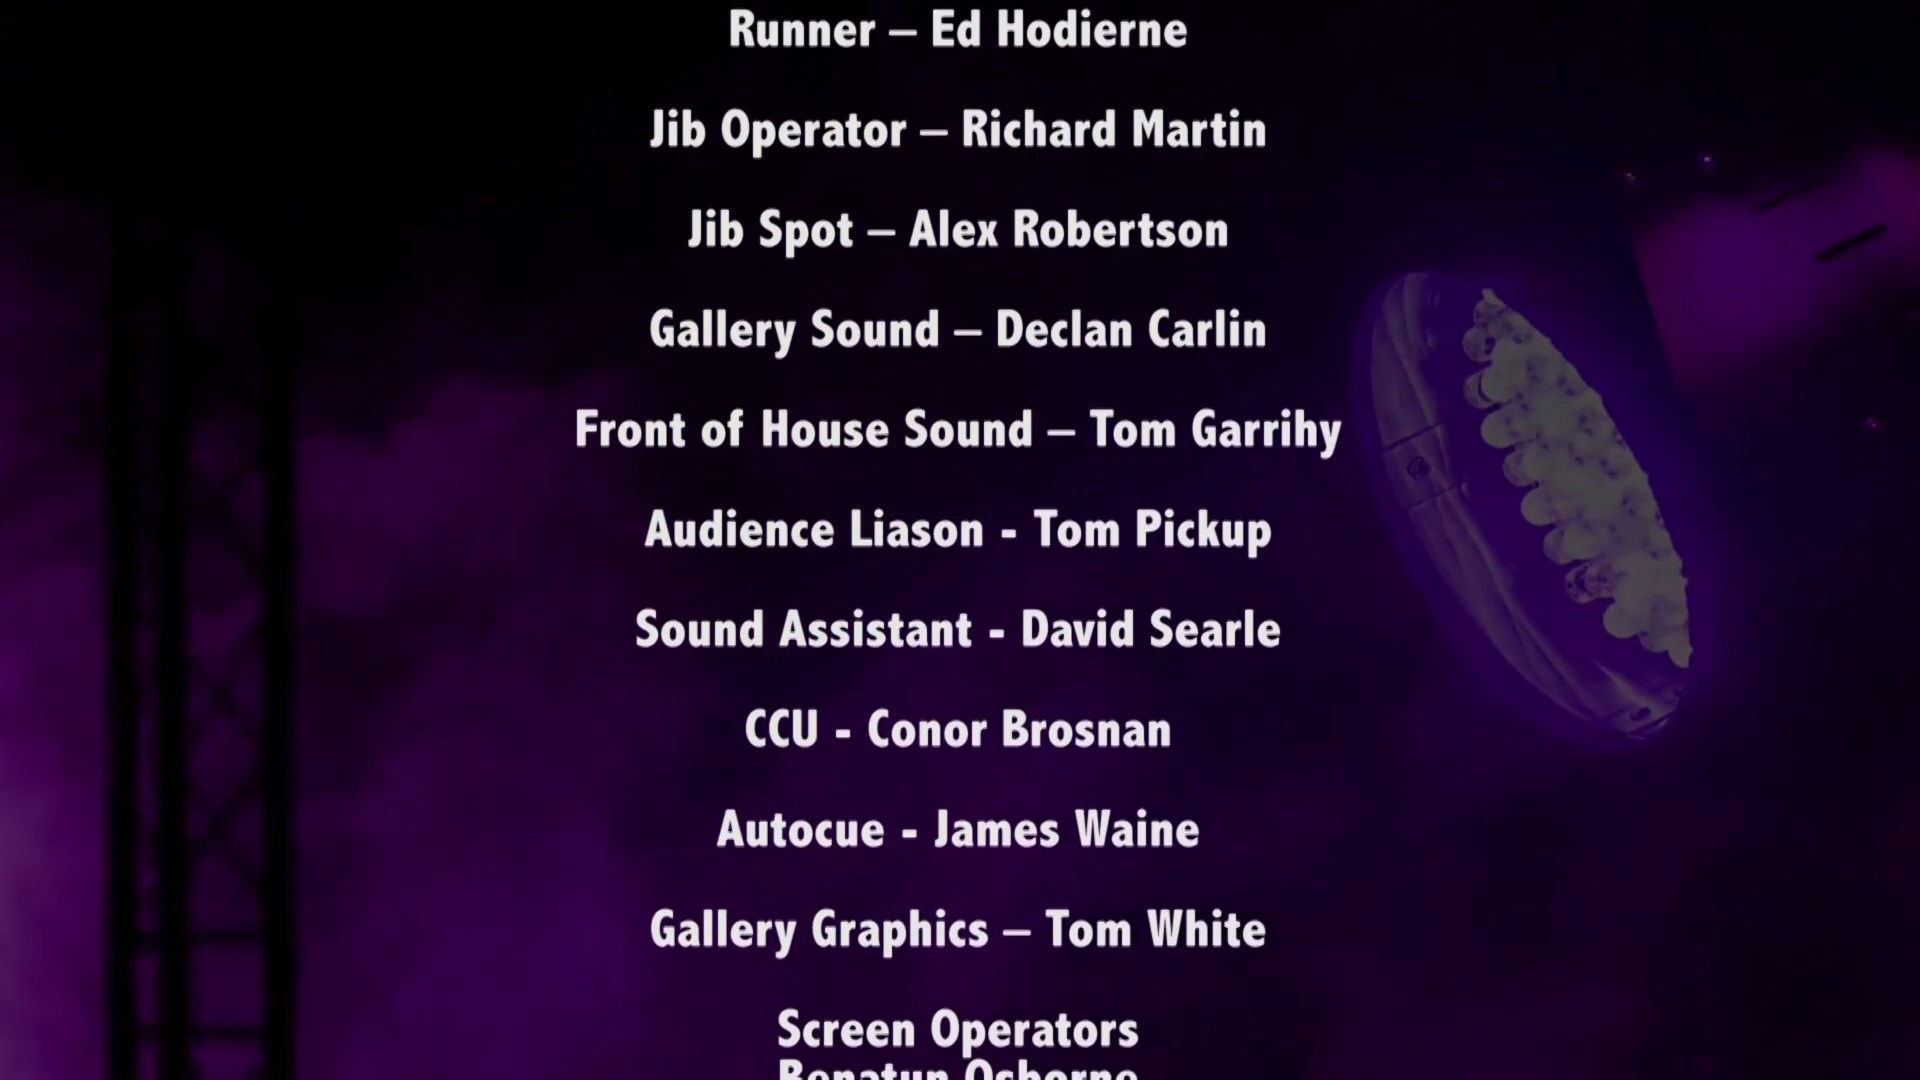 Runner – Ed Hodierne
Jib Operator – Richard Martin
Jib Spot – Alex Robertson
Gallery Sound – Declan Carlin
Front of House Sound – Tom Garrihy
Audience Liason - Tom Pickup
Sound Assistant - David Searle
CCU - Conor Brosnan
Autocue - James Waine
Gallery Graphics – Tom White
Screen Operators
Osborne